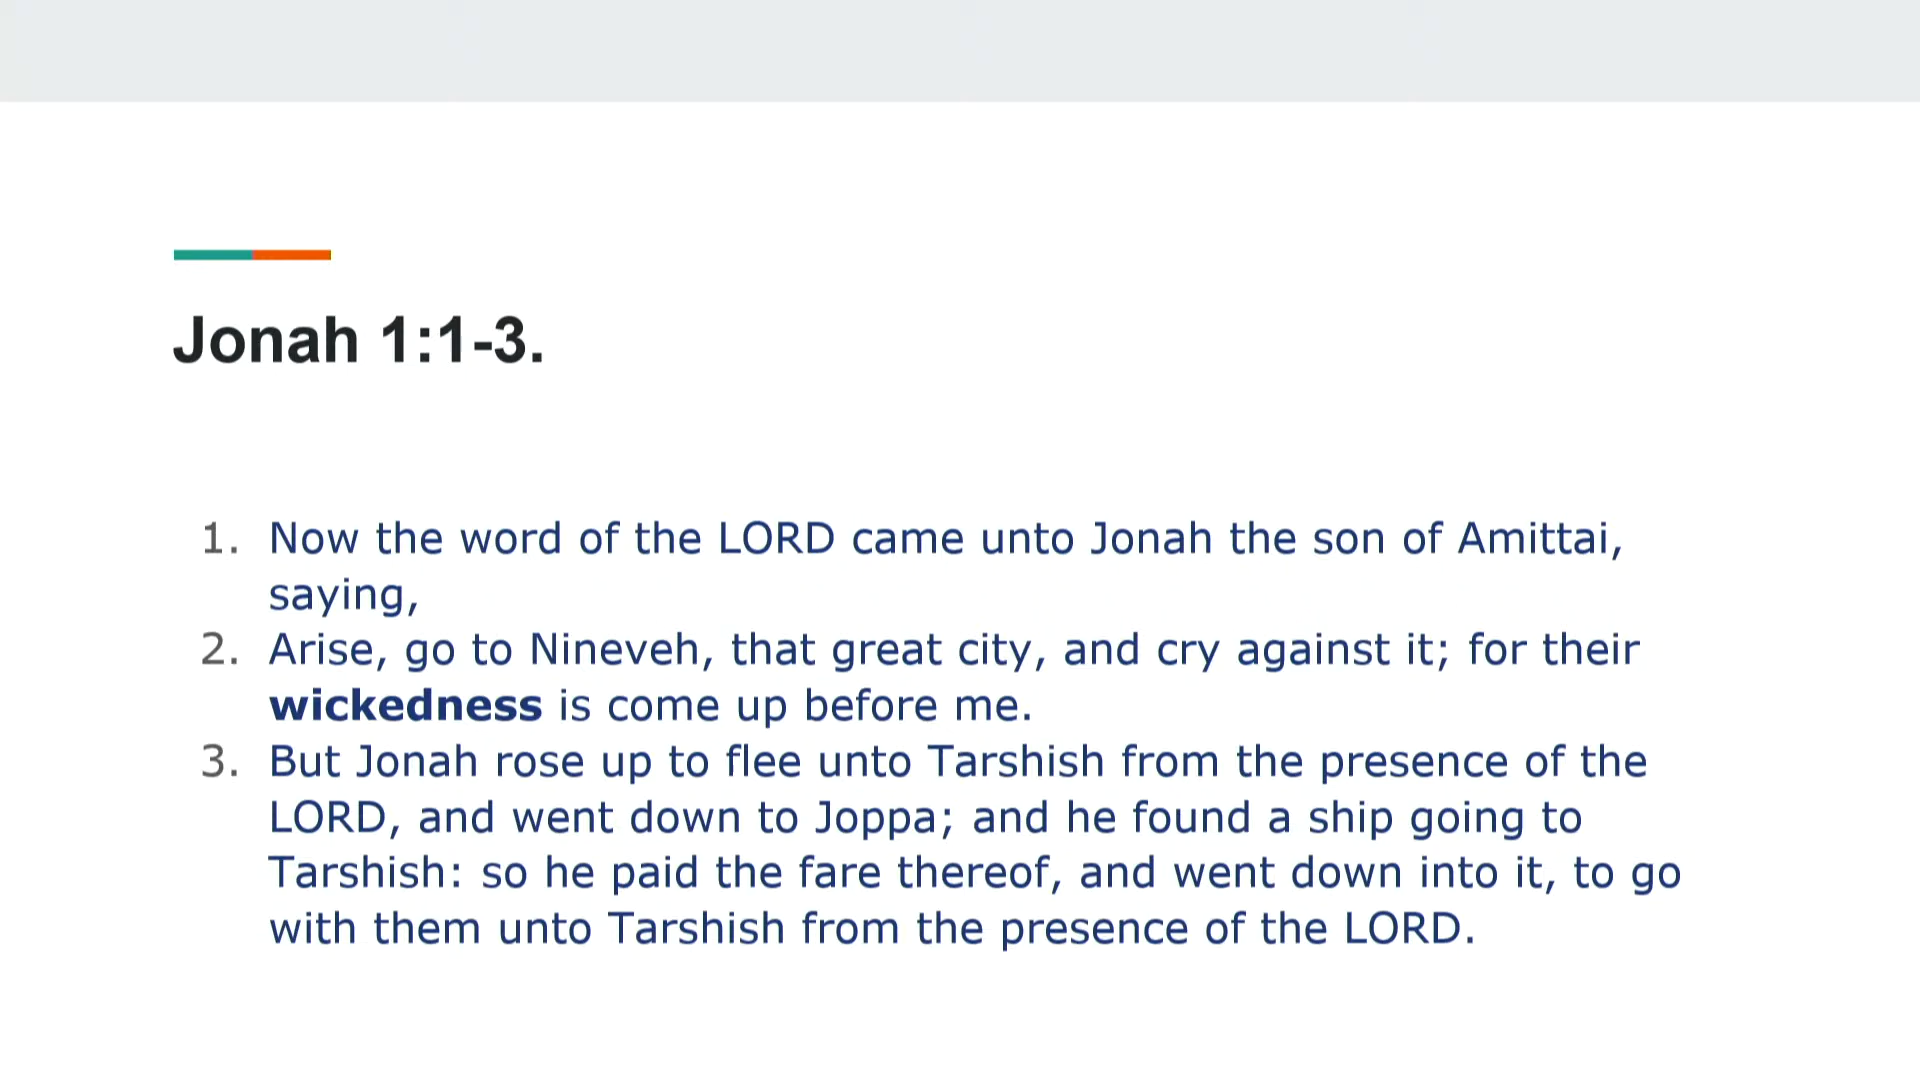 Jonah 1:1-3.
1. Now the word of the LORD came unto Jonah the son of Amittai,
saying,
2. Arise, go to Nineveh, that great city, and cry against it; for their
wickedness is come up before me.
3. But Jonah rose up to flee unto Tarshish from the presence of the
LORD, and went down to Joppa; and he found a ship going to
Tarshish: so he paid the fare thereof, and went down into it, to go
with them unto Tarshish from the presence of the LORD.